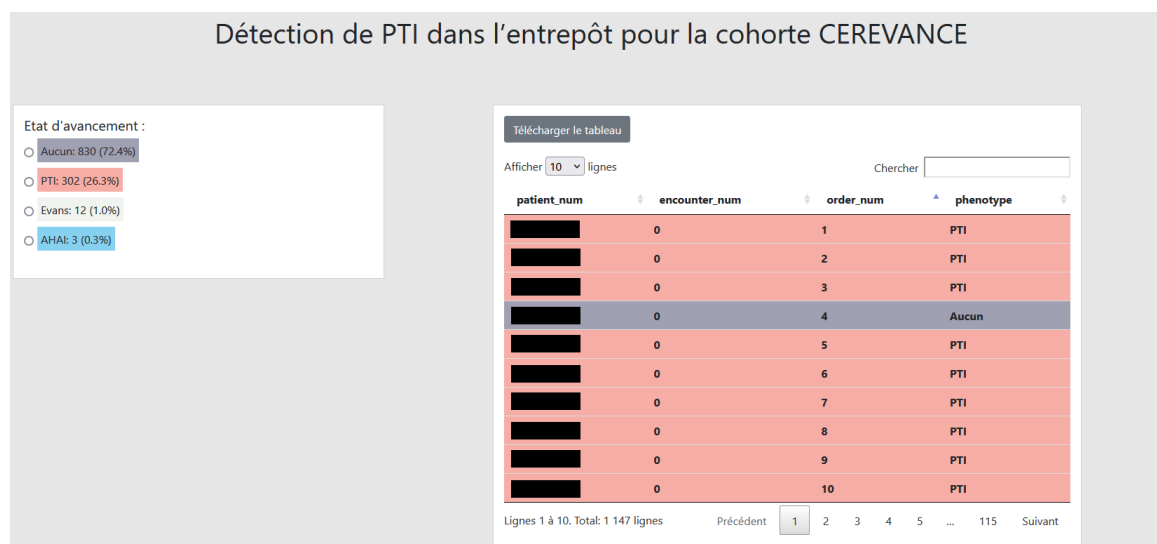 Détection de PTI dans l’entrepôt pour la cohorte CEREVANCE
Etat d'avancement :
Aucun: 830 (72.4%)
PTI: 302 (26.3%)
Evans: 12 (1.0%)
AHAI: 3 (0.3%)
Télécharger le tableau
Afficher 10 lignes
Chercher
patient_num encounter_num order_num phenotype
0 1 PTI
0 2 PTI
0 3 PTI
0 4 Aucun
0 5 PTI
0 6 PTI
0 7 PTI
0 8 PTI
0 9 PTI
0 10 PTI
Lignes 1 à 10. Total: 1 147 lignes Précédent 1 2 3 4 5 ... 115 Suivant